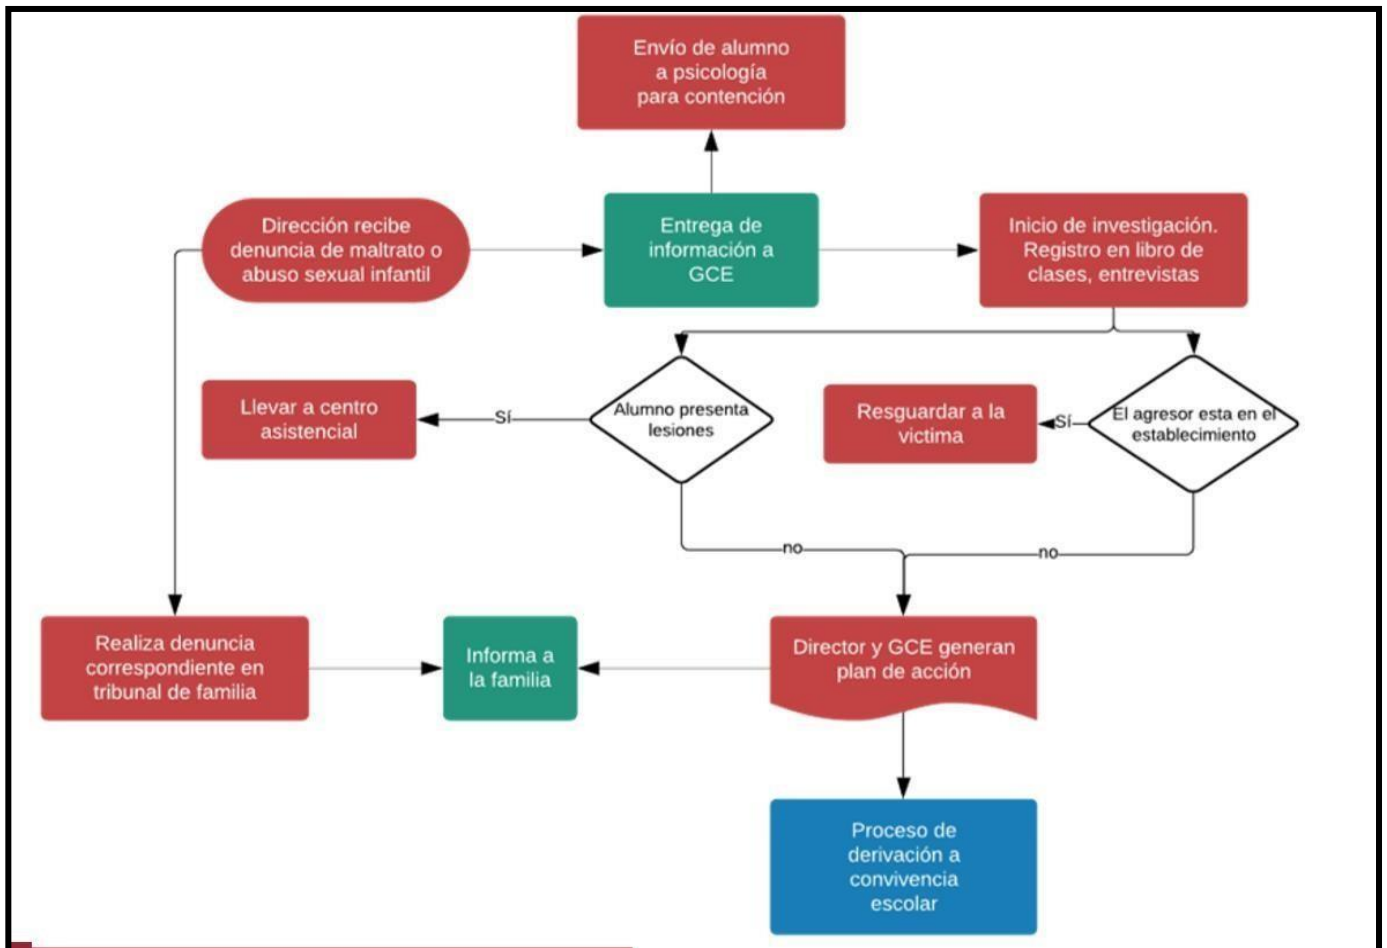 Envío de alumno
a psicología
para contención
Dirección recibe
denuncia de maltrato o
abuso sexual infantil
Entrega de
información a
GCE
Inicio de investigación.
Registro en libro de
clases, entrevistas
Llevar a centro
asistencial
Sí
Alumno presenta
lesiones
Resguardar a la
victima
Sí
El agresor esta en el
establecimiento
no
no
Realiza denuncia
correspondiente en
tribunal de familia
Informa a
la familia
Director y GCE generan
plan de acción
Proceso de
derivación a
convivencia
escolar